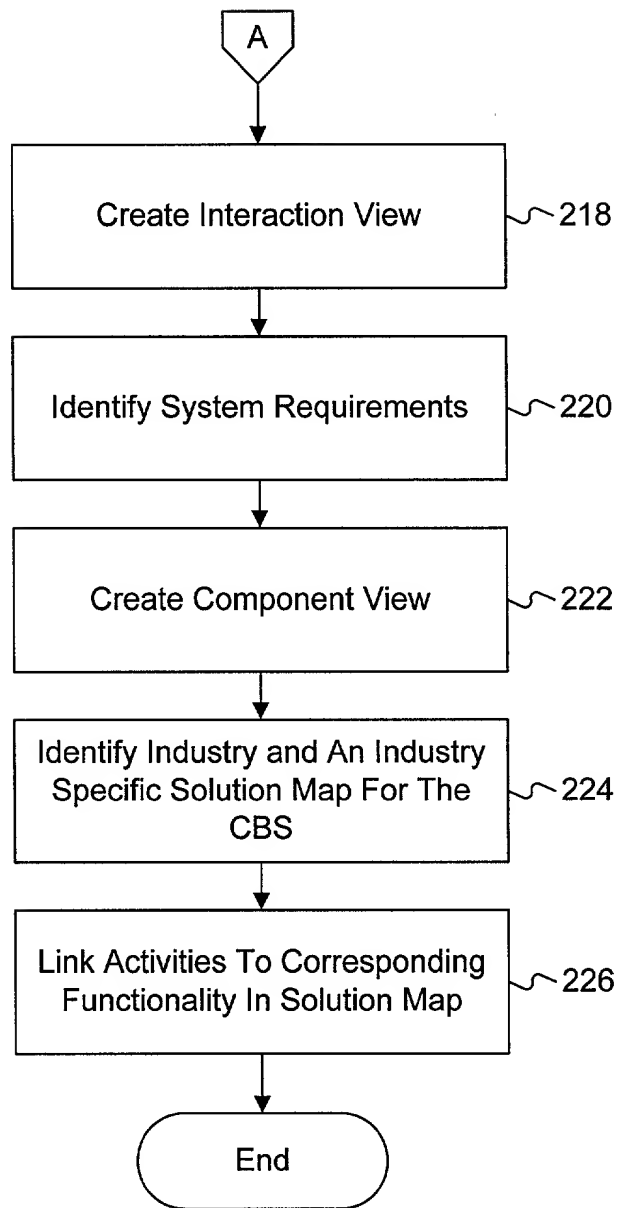 A
Create Interaction View
218
Identify System Requirements
220
Create Component View
222
Identify Industry and An Industry
Specific Solution Map For The
CBS
224
Link Activities To Corresponding
Functionality In Solution Map
226
End